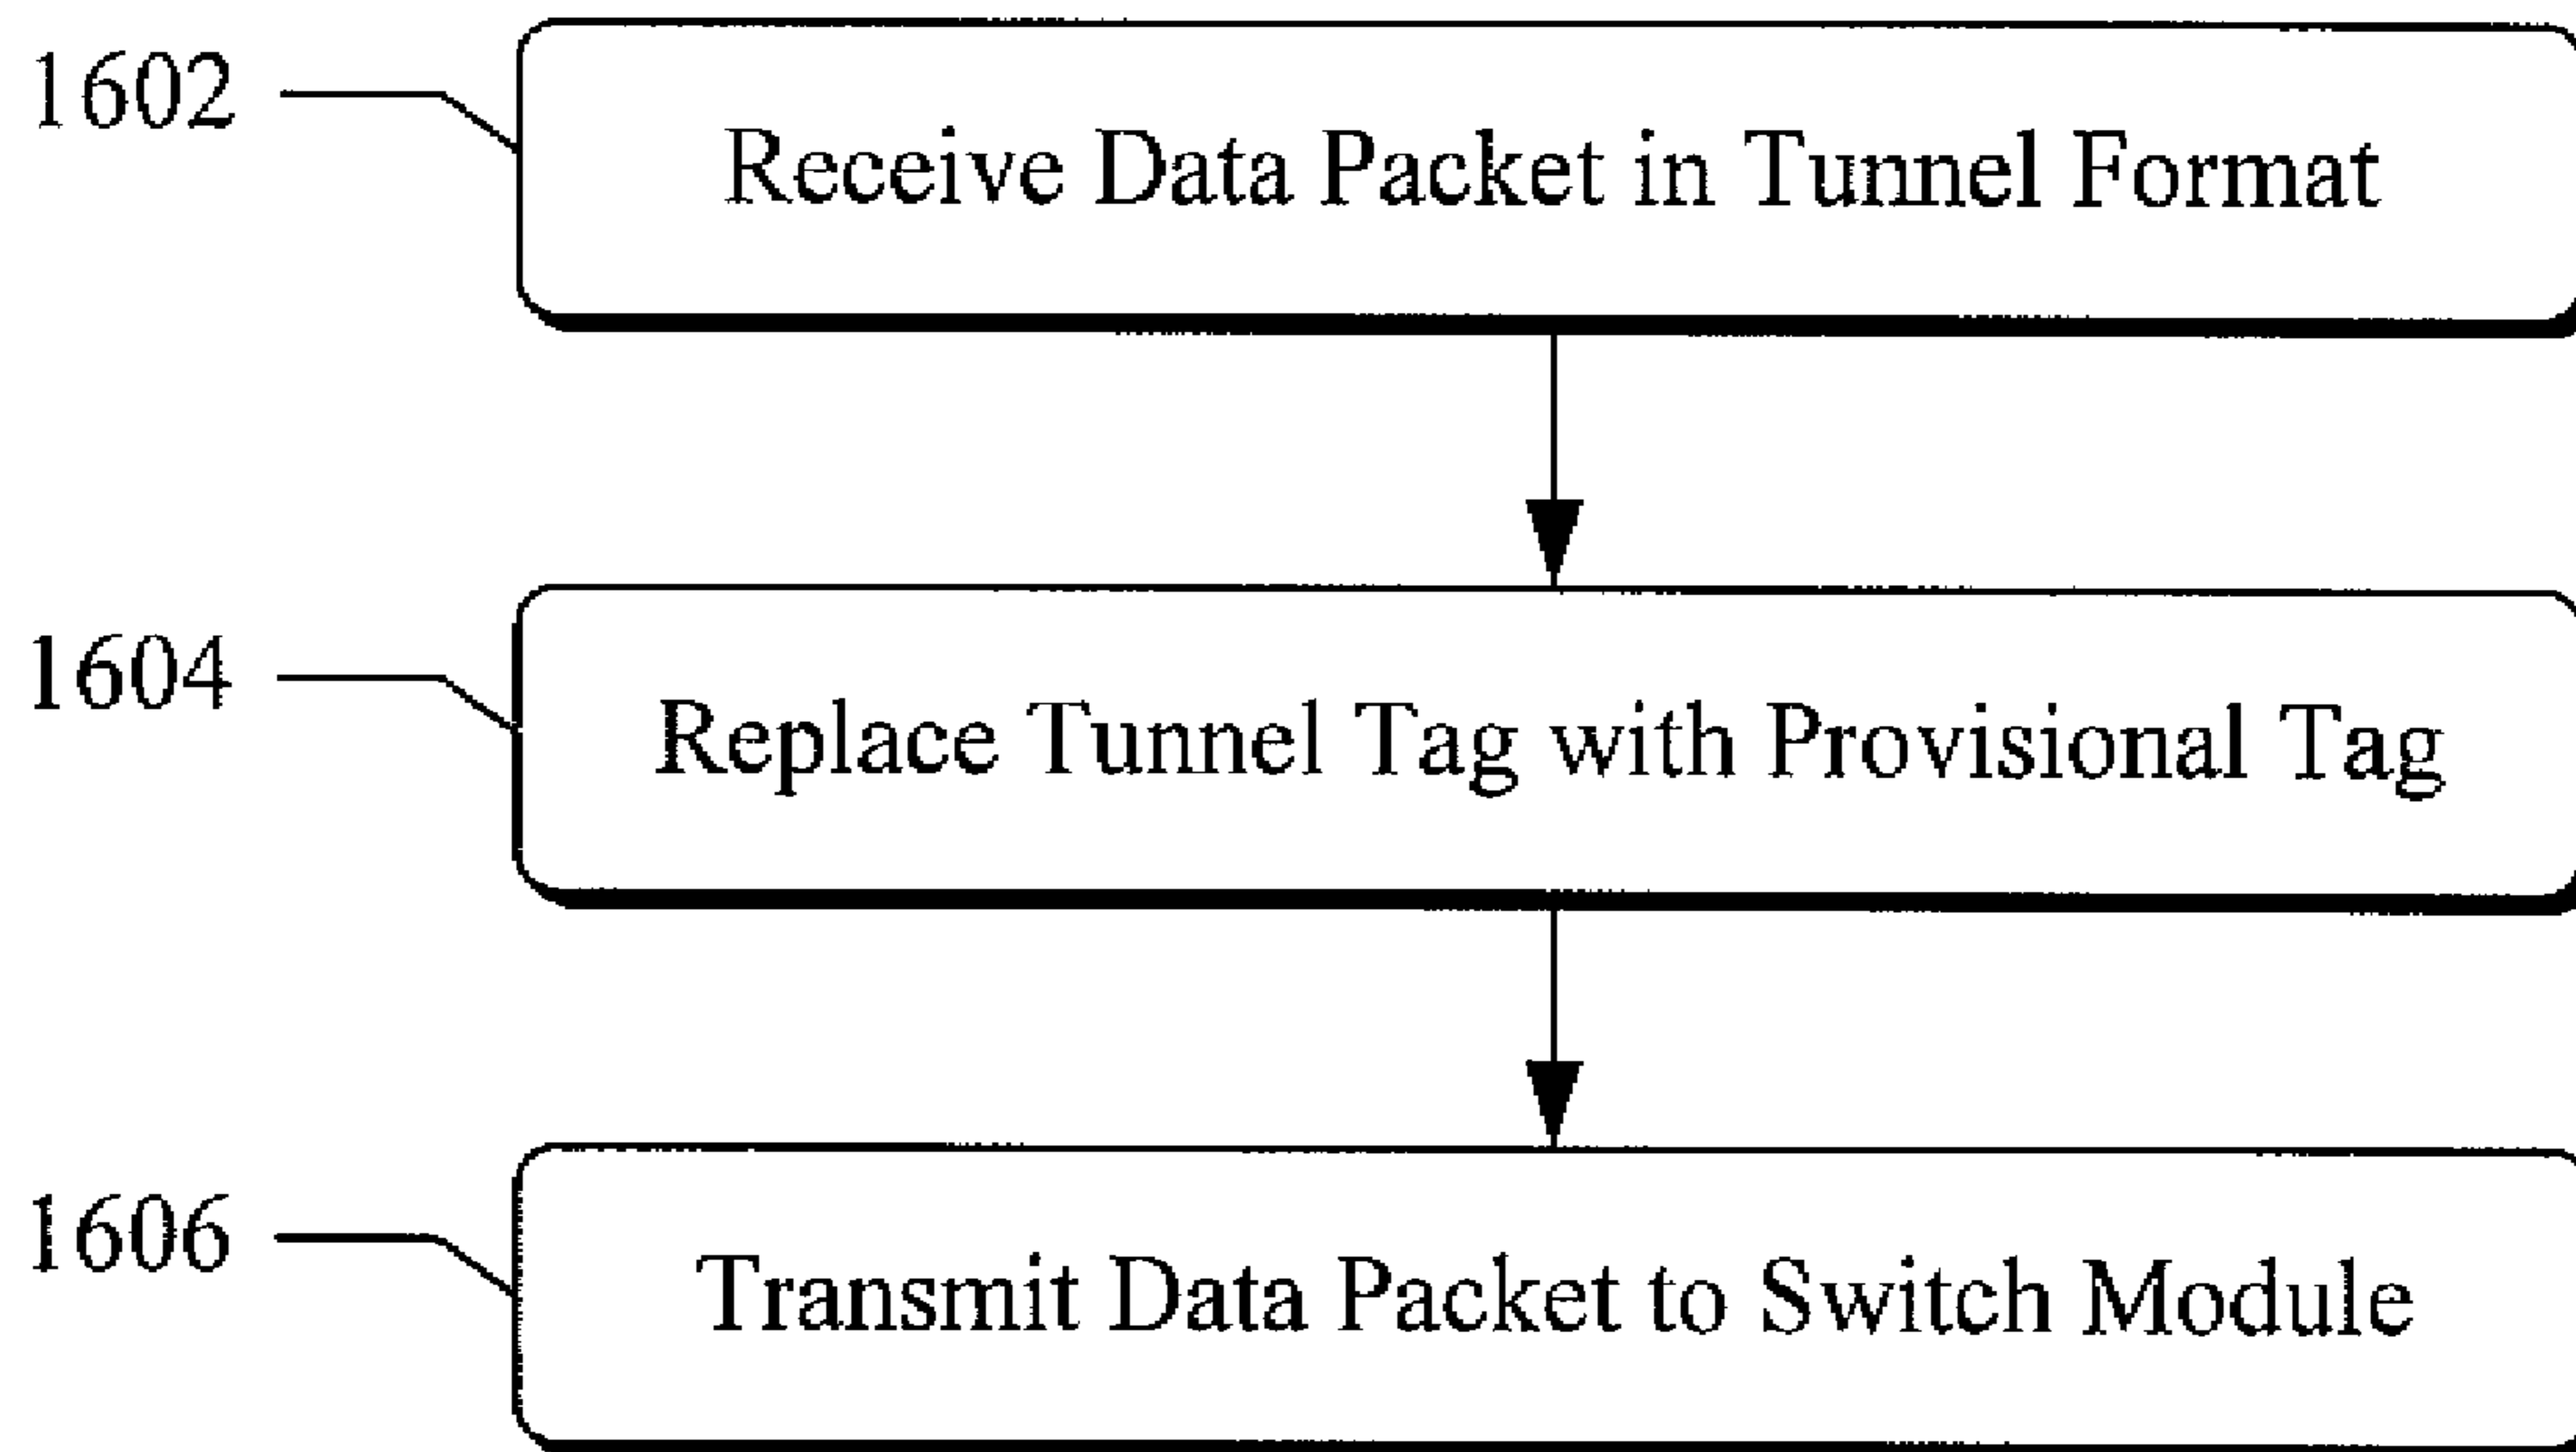 1602
Receive Data Packet in Tunnel Format
1604
Replace Tunnel Tag with Provisional Tag
1606
Transmit Data Packet to Switch Module